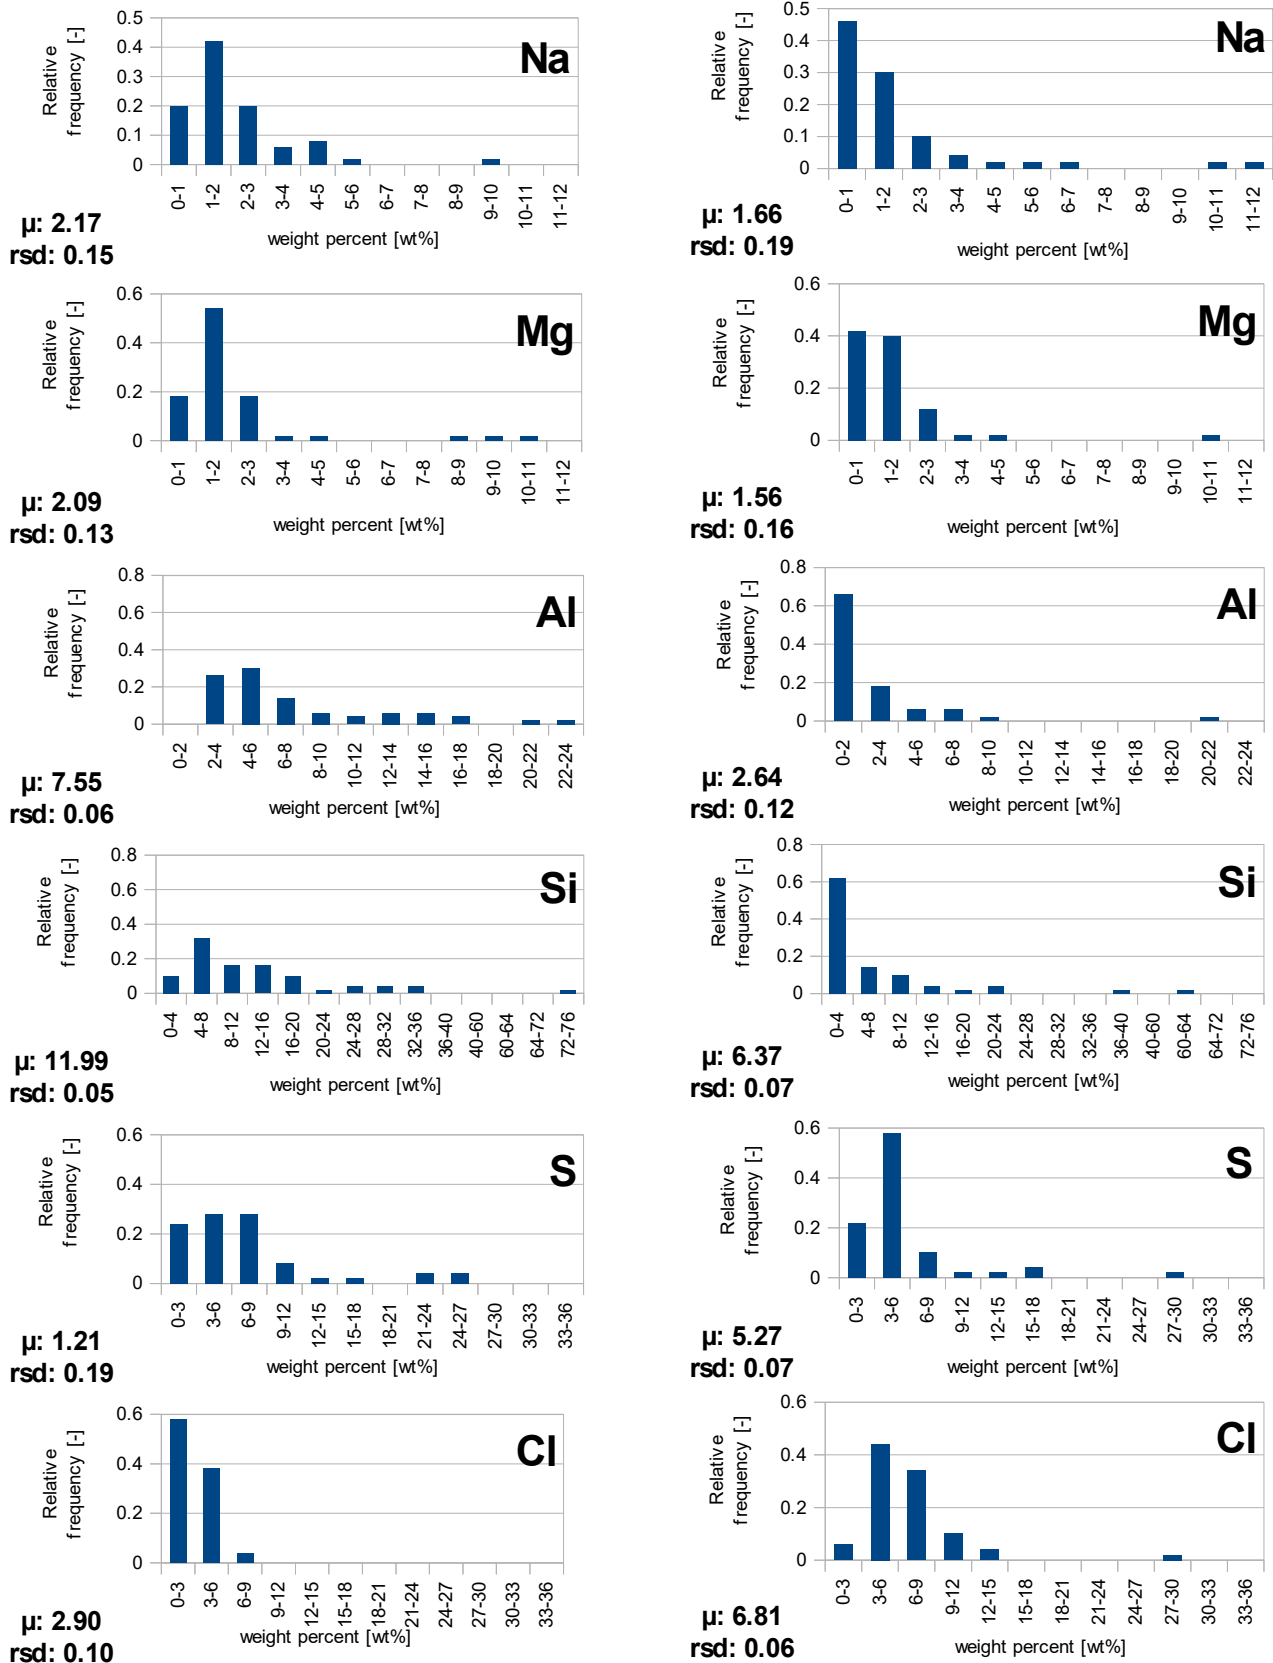 0.5
0.4
0.3
0.2
0.1
0
Relative
frequency [-]
Na
0-1
1-2
2-3
3-4
4-5
5-6
6-7
7-8
8-9
9-10
10-11
11-12
weight percent [wt%]
µ: 2.17
rsd: 0.15
0.5
0.4
0.3
0.2
0.1
0
Relative
frequency [-]
Na
0-1
1-2
2-3
3-4
4-5
5-6
6-7
7-8
8-9
9-10
10-11
11-12
weight percent [wt%]
µ: 1.66
rsd: 0.19
0.6
0.4
0.2
0
Relative
frequency [-]
Mg
0-1
1-2
2-3
3-4
4-5
5-6
6-7
7-8
8-9
9-10
10-11
11-12
weight percent [wt%]
µ: 2.09
rsd: 0.13
0.6
0.4
0.2
0
Relative
frequency [-]
Mg
0-1
1-2
2-3
3-4
4-5
5-6
6-7
7-8
8-9
9-10
10-11
11-12
weight percent [wt%]
µ: 1.56
rsd: 0.16
0.8
0.6
0.4
0.2
0
Relative
frequency [-]
Al
0-2
2-4
4-6
6-8
8-10
10-12
12-14
14-16
16-18
18-20
20-22
22-24
weight percent [wt%]
µ: 7.55
rsd: 0.06
0.8
0.6
0.4
0.2
0
Relative
frequency [-]
Al
0-2
2-4
4-6
6-8
8-10
10-12
12-14
14-16
16-18
18-20
20-22
22-24
weight percent [wt%]
µ: 2.64
rsd: 0.12
0.8
0.6
0.4
0.2
0
Relative
frequency [-]
Si
0-4
4-8
8-12
12-16
16-20
20-24
24-28
28-32
32-36
36-40
40-60
60-64
64-72
72-76
weight percent [wt%]
µ: 11.99
rsd: 0.05
0.8
0.6
0.4
0.2
0
Relative
frequency [-]
Si
0-4
4-8
8-12
12-16
16-20
20-24
24-28
28-32
32-36
36-40
40-60
60-64
64-72
72-76
weight percent [wt%]
µ: 6.37
rsd: 0.07
0.6
0.4
0.2
0
Relative
frequency [-]
S
0-3
3-6
6-9
9-12
12-15
15-18
18-21
21-24
24-27
27-30
30-33
33-36
weight percent [wt%]
µ: 1.21
rsd: 0.19
0.6
0.4
0.2
0
Relative
frequency [-]
S
0-3
3-6
6-9
9-12
12-15
15-18
18-21
21-24
24-27
27-30
30-33
33-36
weight percent [wt%]
µ: 5.27
rsd: 0.07
0.6
0.4
0.2
0
Relative
frequency [-]
Cl
0-3
3-6
6-9
9-12
12-15
15-18
18-21
21-24
24-27
27-30
30-33
33-36
weight percent [wt%]
µ: 2.90
rsd: 0.10
0.6
0.4
0.2
0
Relative
frequency [-]
Cl
0-3
3-6
6-9
9-12
12-15
15-18
18-21
21-24
24-27
27-30
30-33
33-36
weight percent [wt%]
µ: 6.81
rsd: 0.06